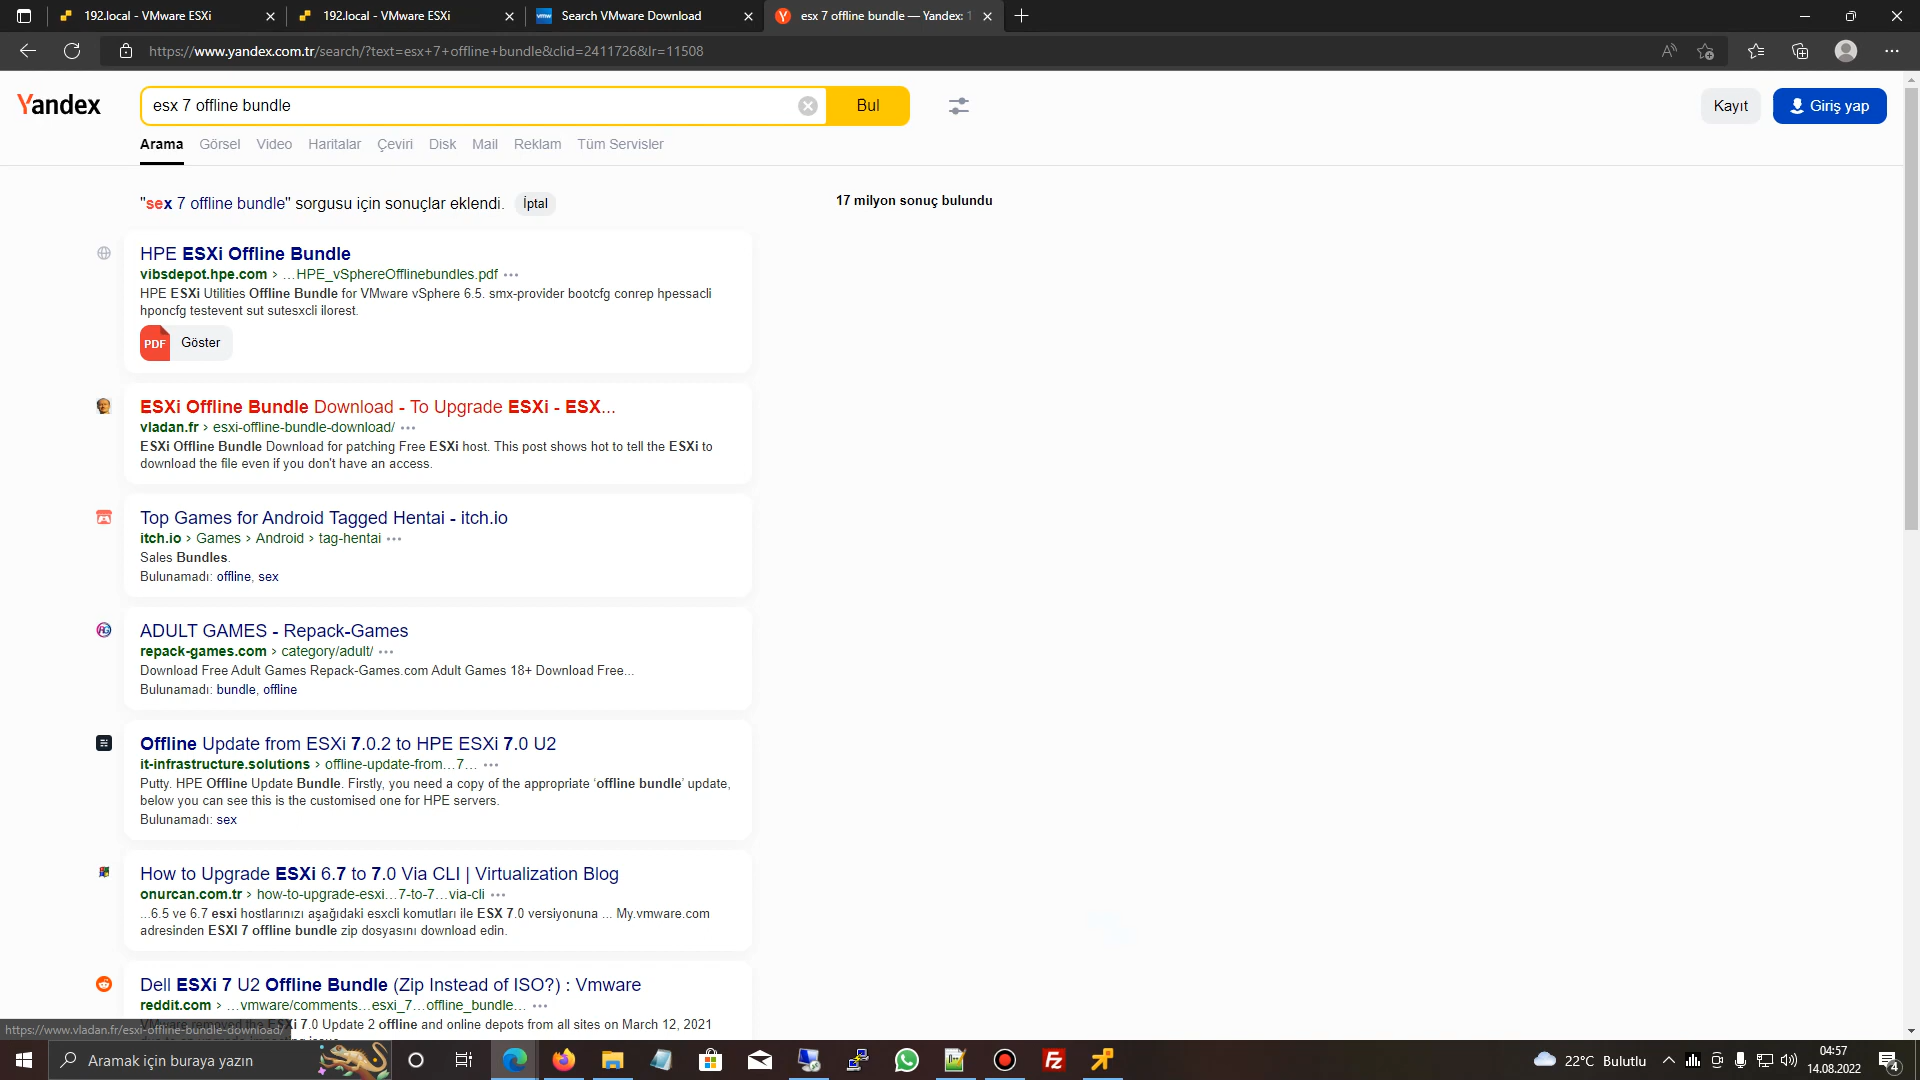 192.local - VMware ESXi
192.local - VMware ESXi
vmw
Search VMware Download
esx 7 offline bundle — Yandex: 1
https://www.yandex.com.tr/search/?text=esx+7+offline+bundle&clid=2411726&lr=11508
Yandex
esx 7 offline bundle
Bul
Kayıt
Giriş yap
Arama Görsel Video Haritalar Çeviri Disk Mail Reklam Tüm Servisler
"sex 7 offline bundle" sorgusu için sonuçlar eklendi. İptal
17 milyon sonuç bulundu
HPE ESXi Offline Bundle
vibsdepot.hpe.com › …HPE_vSphereOfflinebundles.pdf
HPE ESXi Utilities Offline Bundle for VMware vSphere 6.5. smx-provider bootcfg conrep hpessacli
hponcfg testevent sut sutesxcli ilorest.
PDF Göster
ESXi Offline Bundle Download - To Upgrade ESXi - ESX...
vladan.fr › esxi-offline-bundle-download/
ESXi Offline Bundle Download for patching Free ESXi host. This post shows hot to tell the ESXi to
download the file even if you don't have an access.
Top Games for Android Tagged Hentai - itch.io
itch.io › Games › Android › tag-hentai
Sales Bundles.
Bulunamadı: offline, sex
ADULT GAMES - Repack-Games
repack-games.com › category/adult/
Download Free Adult Games Repack-Games.com Adult Games 18+ Download Free...
Bulunamadı: bundle, offline
Offline Update from ESXi 7.0.2 to HPE ESXi 7.0 U2
it-infrastructure.solutions › offline-update-from…7…
Putty. HPE Offline Update Bundle. Firstly, you need a copy of the appropriate ‘offline bundle’ update,
below you can see this is the customised one for HPE servers.
Bulunamadı: sex
How to Upgrade ESXi 6.7 to 7.0 Via CLI | Virtualization Blog
onurcan.com.tr › how-to-upgrade-esxi…7-to-7…via-cli
...6.5 ve 6.7 esxi hostlarınızı aşağıdaki esxcli komutları ile ESX 7.0 versiyonuna ... My.vmware.com
adresinden ESXI 7 offline bundle zip dosyasını download edin.
Dell ESXi 7 U2 Offline Bundle (Zip Instead of ISO?) : Vmware
reddit.com › …vmware/comments…esxi_7…offline_bundle…
VMware removed the ESXi 7.0 Update 2 offline and online depots from all sites on March 12, 2021
https://www.vladan.fr/esxi-offline-bundle-download/
Aramak için buraya yazın
22°C Bulutlu
04:57
14.08.2022
4